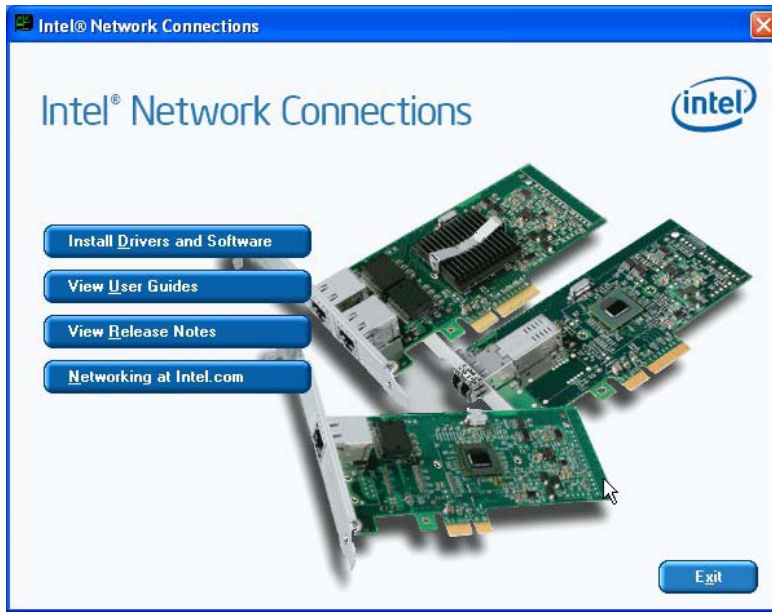 Intel® Network Connections
Intel® Network Connections
intel
Install Drivers and Software
View User Guides
View Release Notes
Networking at Intel.com
Exit